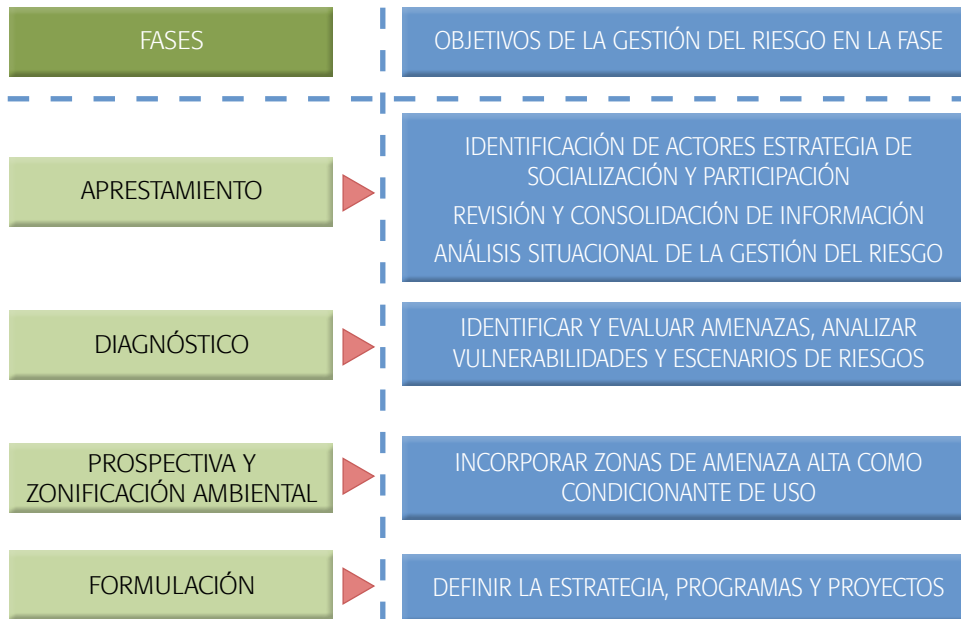 FASES
OBJETIVOS DE LA GESTIÓN DEL RIESGO EN LA FASE
APRESTAMIENTO
IDENTIFICACIÓN DE ACTORES ESTRATEGIA DE
SOCIALIZACIÓN Y PARTICIPACIÓN
REVISIÓN Y CONSOLIDACIÓN DE INFORMACIÓN
ANÁLISIS SITUACIONAL DE LA GESTIÓN DEL RIESGO
DIAGNÓSTICO
IDENTIFICAR Y EVALUAR AMENAZAS, ANALIZAR
VULNERABILIDADES Y ESCENARIOS DE RIESGOS
PROSPECTIVA Y
ZONIFICACIÓN AMBIENTAL
INCORPORAR ZONAS DE AMENAZA ALTA COMO
CONDICIONANTE DE USO
FORMULACIÓN
DEFINIR LA ESTRATEGIA, PROGRAMAS Y PROYECTOS